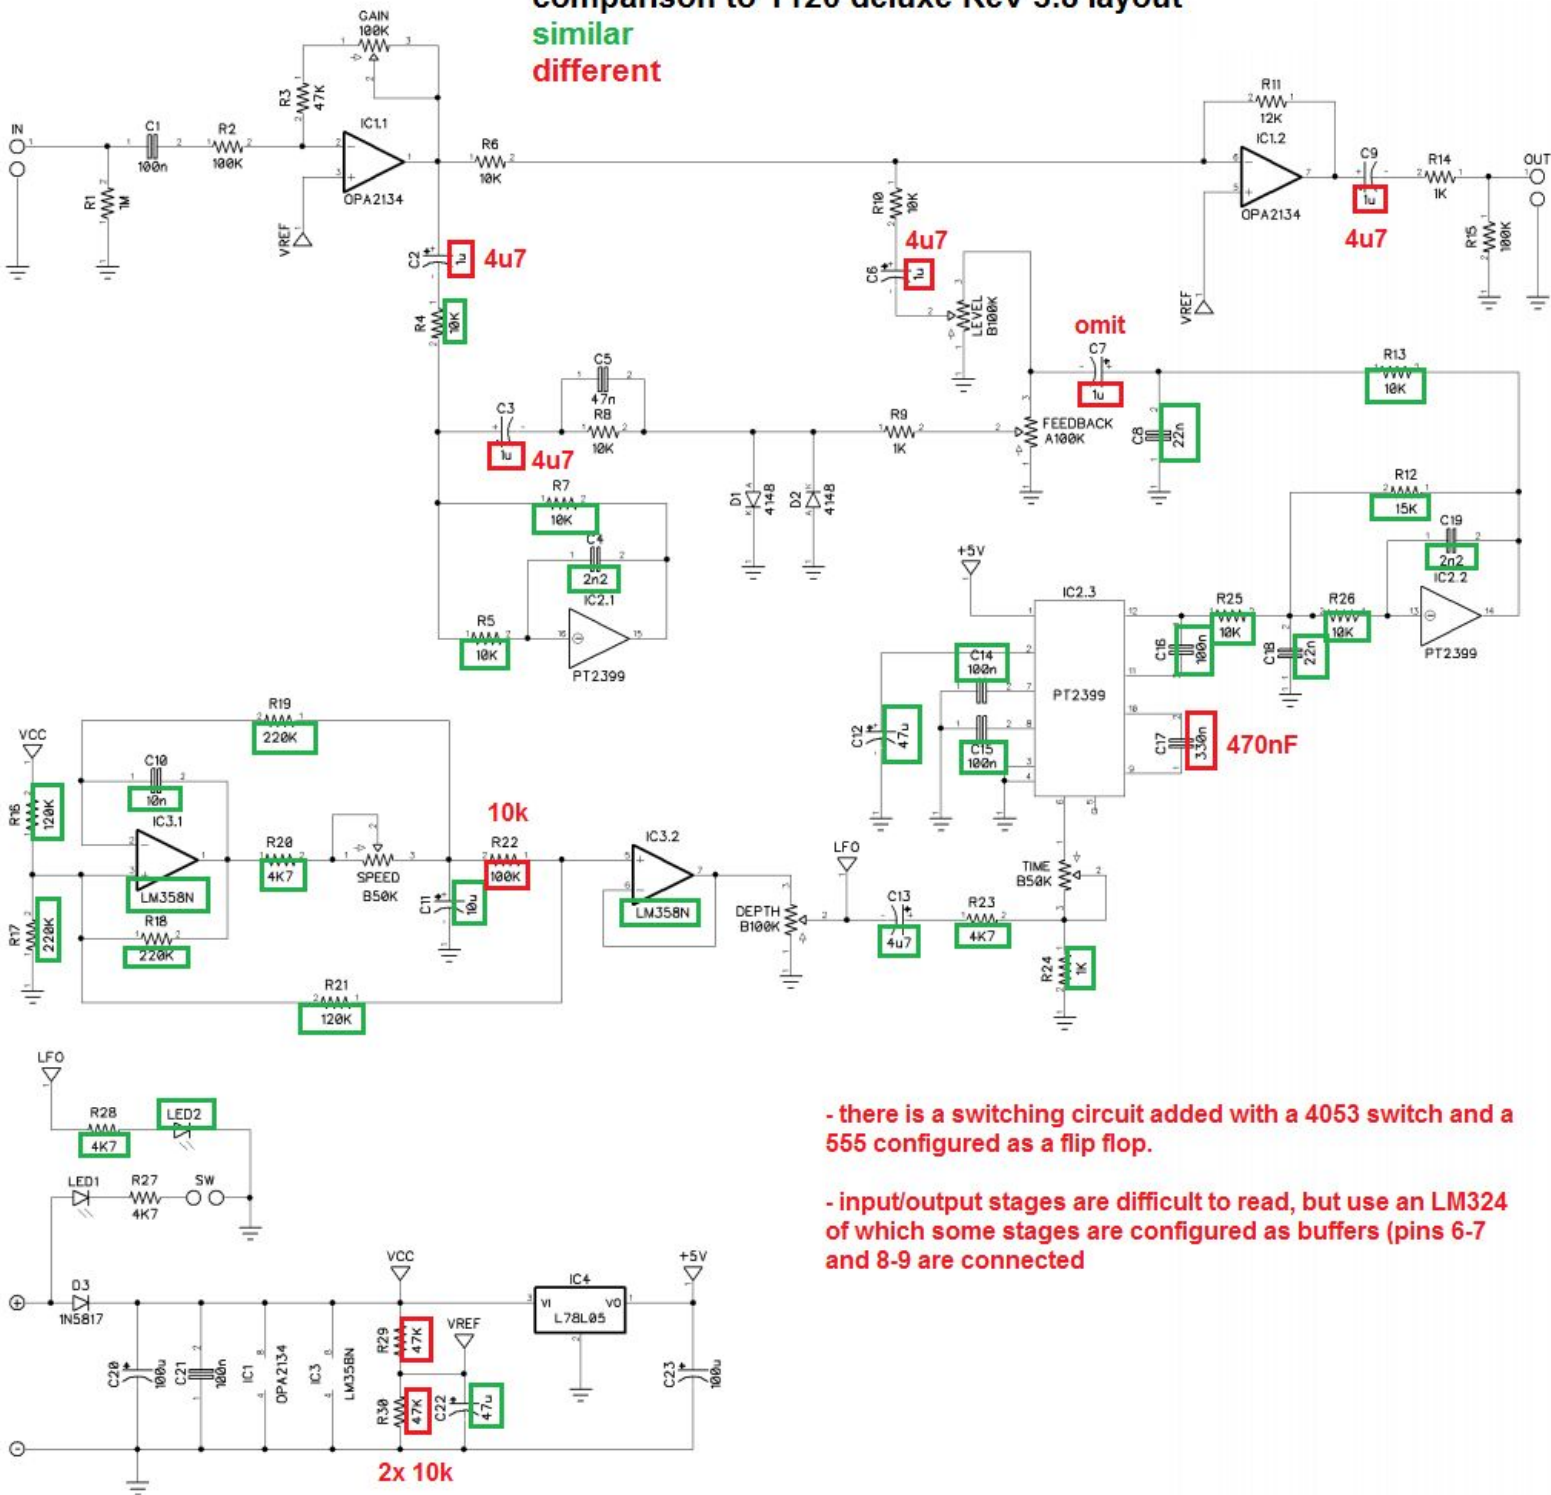 similar
different
GAIN
100K
R3
47K
IN
C1
100n
R2
100K
R1
1M
IC1.1
OPA2134
VREF
R6
10K
R11
12K
IC1.2
OPA2134
VREF
C9
1u
4u7
R14
1K
OUT
R15
100K
C2
1u
4u7
R4
10K
R10
10K
4u7
C6
1u
LEVEL
B100K
omit
C7
1u
R13
10K
C5
47n
C3
1u
4u7
R8
10K
R9
1K
FEEDBACK
A100K
C8
22n
R7
10K
D1
4148
D2
4148
R12
15K
C4
2n2
IC2.1
C19
2n2
IC2.2
R5
10K
PT2399
+5V
IC2.3
PT2399
R25
10K
R26
10K
PT2399
C14
100n
C15
100n
C12
47u
C16
100n
C18
22n
C17
330n
470nF
R19
220K
VCC
C10
10n
R16
120K
IC3.1
LM358N
R17
220K
R18
220K
R20
4K7
SPEED
B50K
10k
R22
100K
C11
10u
IC3.2
LM358N
R21
120K
LFO
DEPTH
B100K
C13
4u7
R23
4K7
TIME
B50K
R24
1K
LFO
R28
4K7
LED2
LED1
R27
4K7
SW
- there is a switching circuit added with a 4053 switch and a
555 configured as a flip flop.
- input/output stages are difficult to read, but use an LM324
of which some stages are configured as buffers (pins 6-7
and 8-9 are connected
D3
1N5817
VCC
IC4
VI VO
L78L05
+5V
VREF
R29
47K
R30
47K
C22
47u
C20
100u
C21
100n
IC1
OPA2134
IC3
LM358N
C23
100u
2x 10k